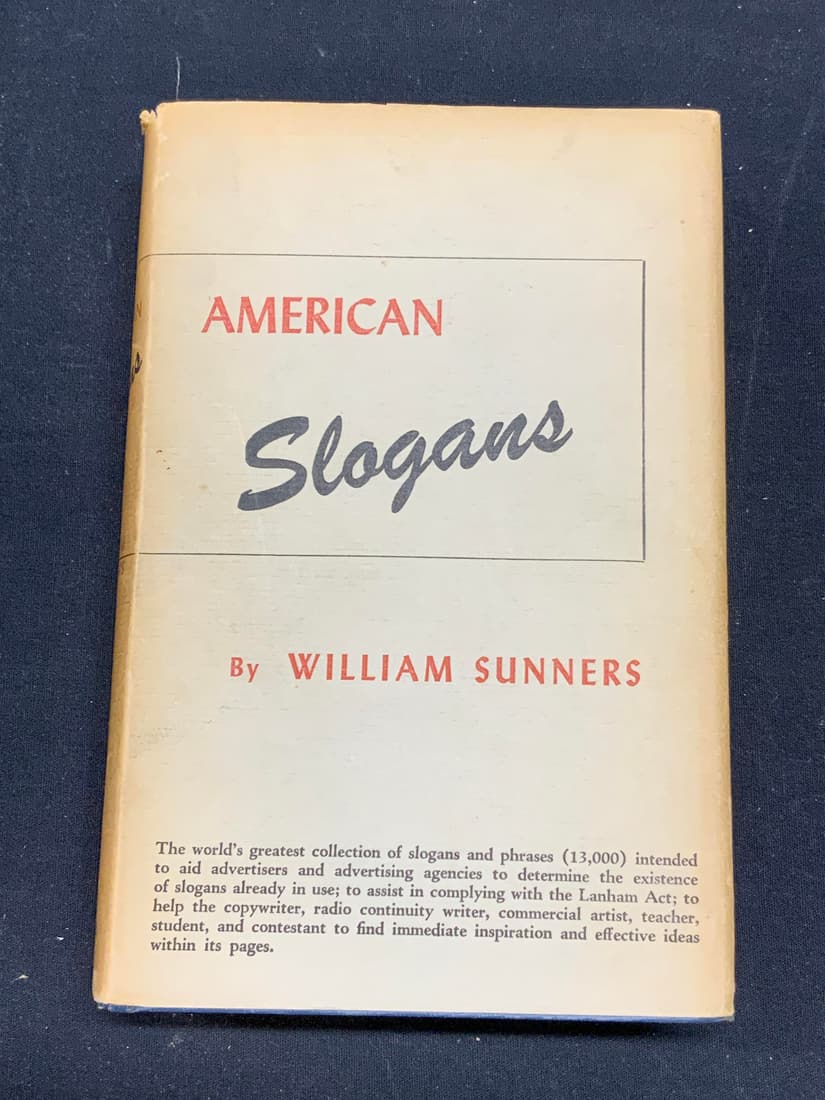 AMERICAN
Slogans
By WILLIAM SUNNERS
The world's greatest collection of slogans and phrases (13,000) intended
to aid advertisers and advertising agencies to determine the existence
of slogans already in use; to assist in complying with the Lanham Act; to
help the copywriter, radio continuity writer, commercial artist, teacher,
student, and contestant to find immediate inspiration and effective ideas
within its pages.